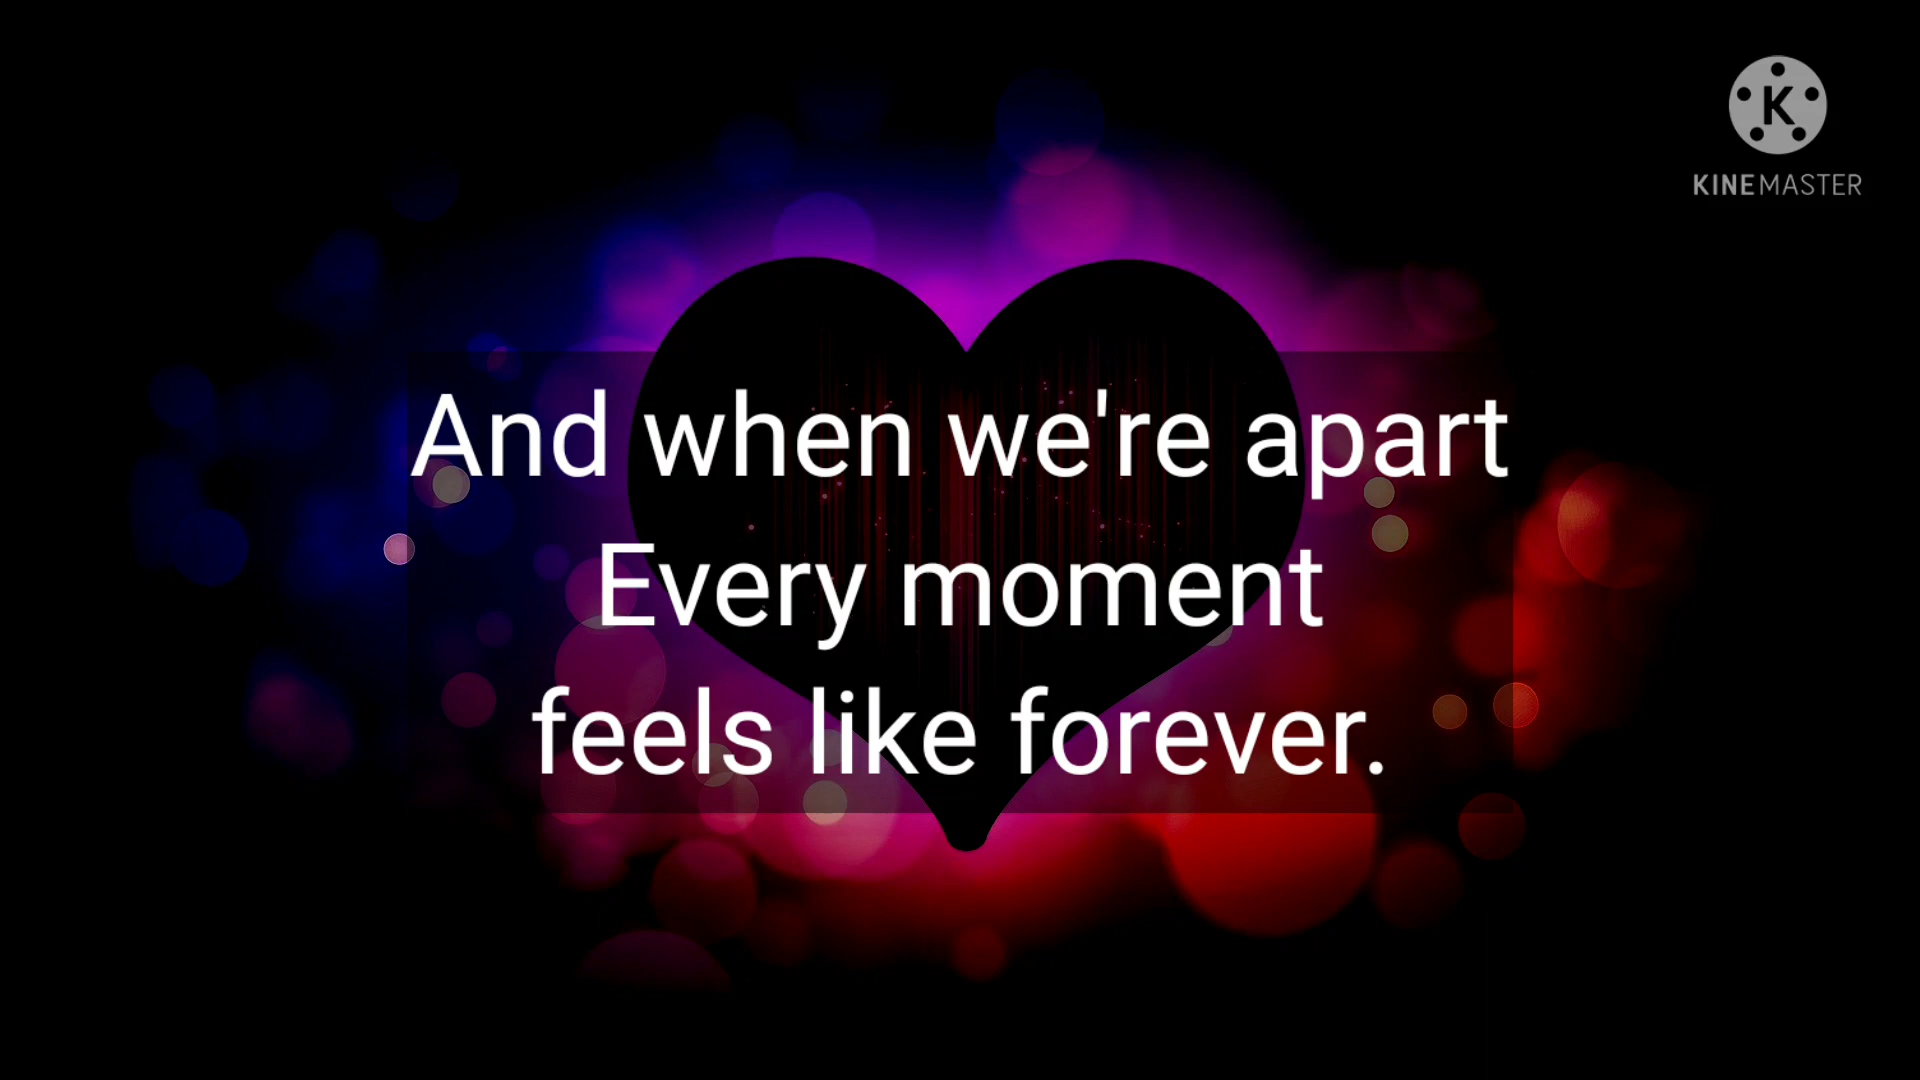 K
KINEMASTER
And when we're apart
Every moment
feels like forever.